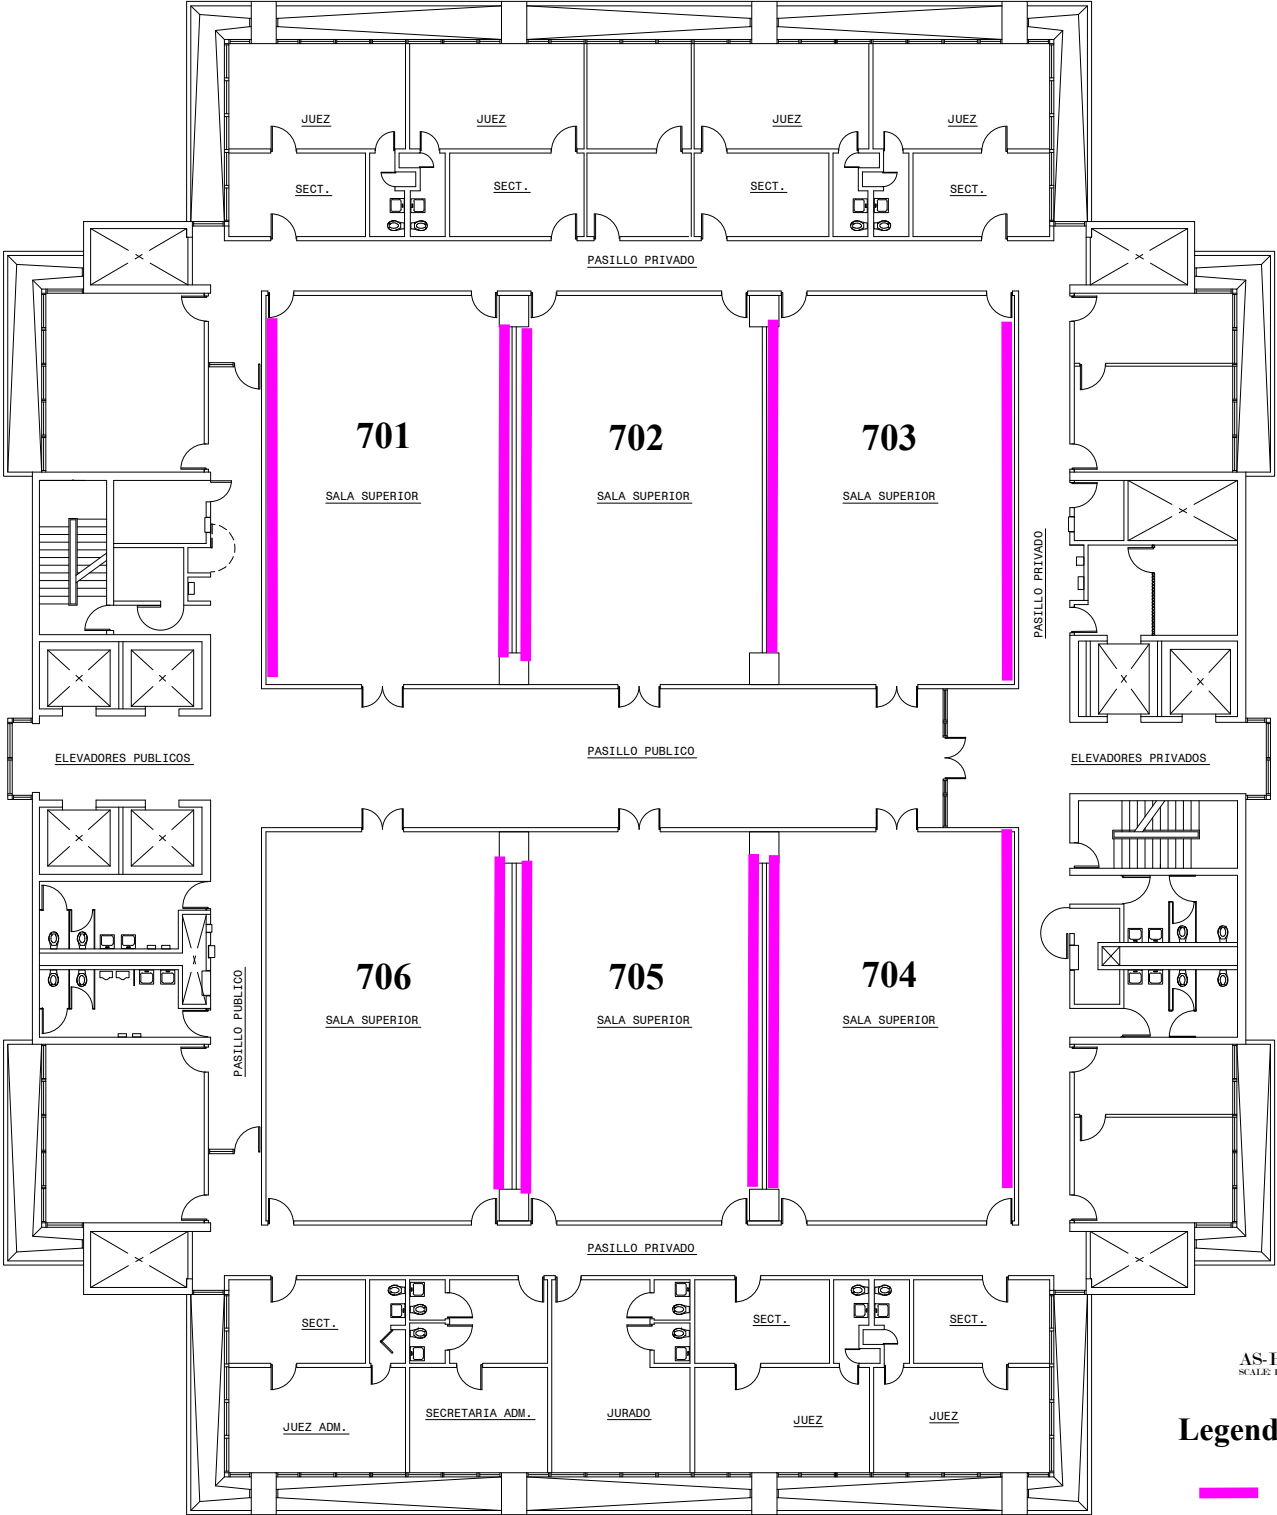 JUEZ
JUEZ
JUEZ
JUEZ
SECT.
SECT.
SECT.
SECT.
PASILLO PRIVADO
701
702
703
SALA SUPERIOR
SALA SUPERIOR
SALA SUPERIOR
PASILLO PRIVADO
ELEVADORES PUBLICOS
PASILLO PUBLICO
ELEVADORES PRIVADOS
706
705
704
SALA SUPERIOR
SALA SUPERIOR
SALA SUPERIOR
PASILLO PUBLICO
PASILLO PRIVADO
SECT.
SECT.
SECT.
JUEZ ADM.
SECRETARIA ADM.
JURADO
JUEZ
JUEZ
AS-
SCALE:
Legend